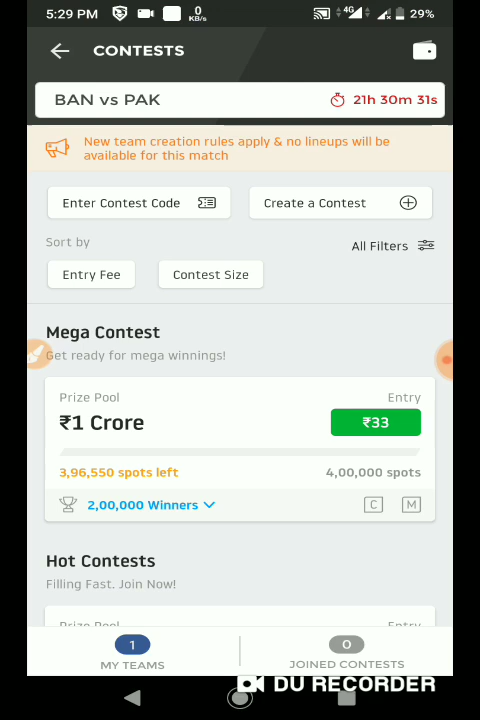 5:29 PM
0
KB/s
4G
29%
CONTESTS
BAN vs PAK
21h 30m 31s
New team creation rules apply & no lineups will be
available for this match
Enter Contest Code
Create a Contest
Sort by
All Filters
Entry Fee
Contest Size
Mega Contest
Get ready for mega winnings!
Prize Pool
Entry
₹1 Crore
₹33
3,96,550 spots left
4,00,000 spots
2,00,000 Winners
C
M
Hot Contests
Filling Fast. Join Now!
Prize Pool
Entry
1
0
MY TEAMS
JOINED CONTESTS
DU RECORDER